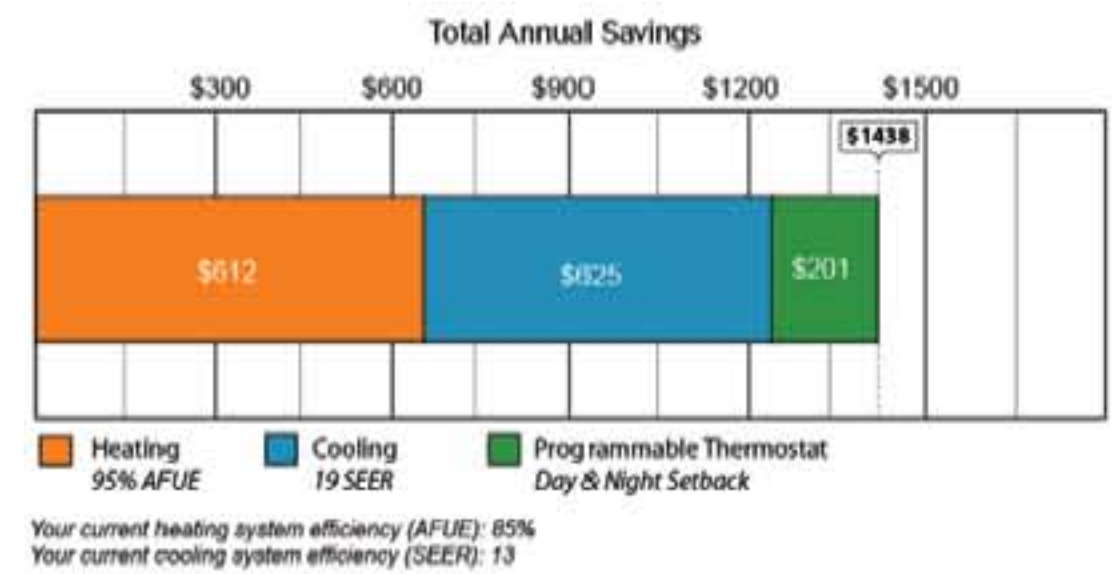 Total Annual Savings
$300 $600 $900 $1200 $1500
$1438
$612 $625 $201
Heating Cooling Programmable Thermostat
95% AFUE 19 SEER Day & Night Setback
Your current heating system efficiency (AFUE): 85%
Your current cooling system efficiency (SEER): 13